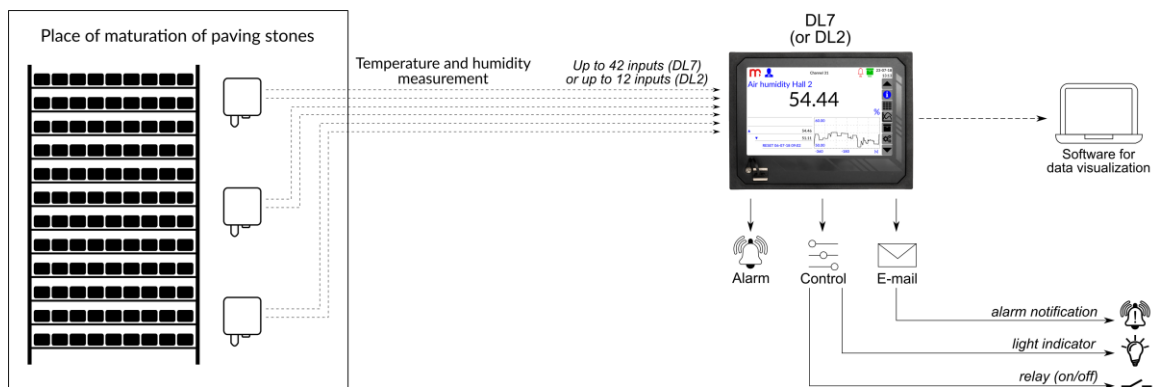 Place of maturation of paving stones
Temperature and humidity
measurement
Up to 42 inputs (DL7)
or up to 12 inputs (DL2)
DL7
(or DL2)
Air humidity Hall 2
54.44
%
Software for
data visualization
Alarm
Control
E-mail
alarm notification
light indicator
relay (on/off)